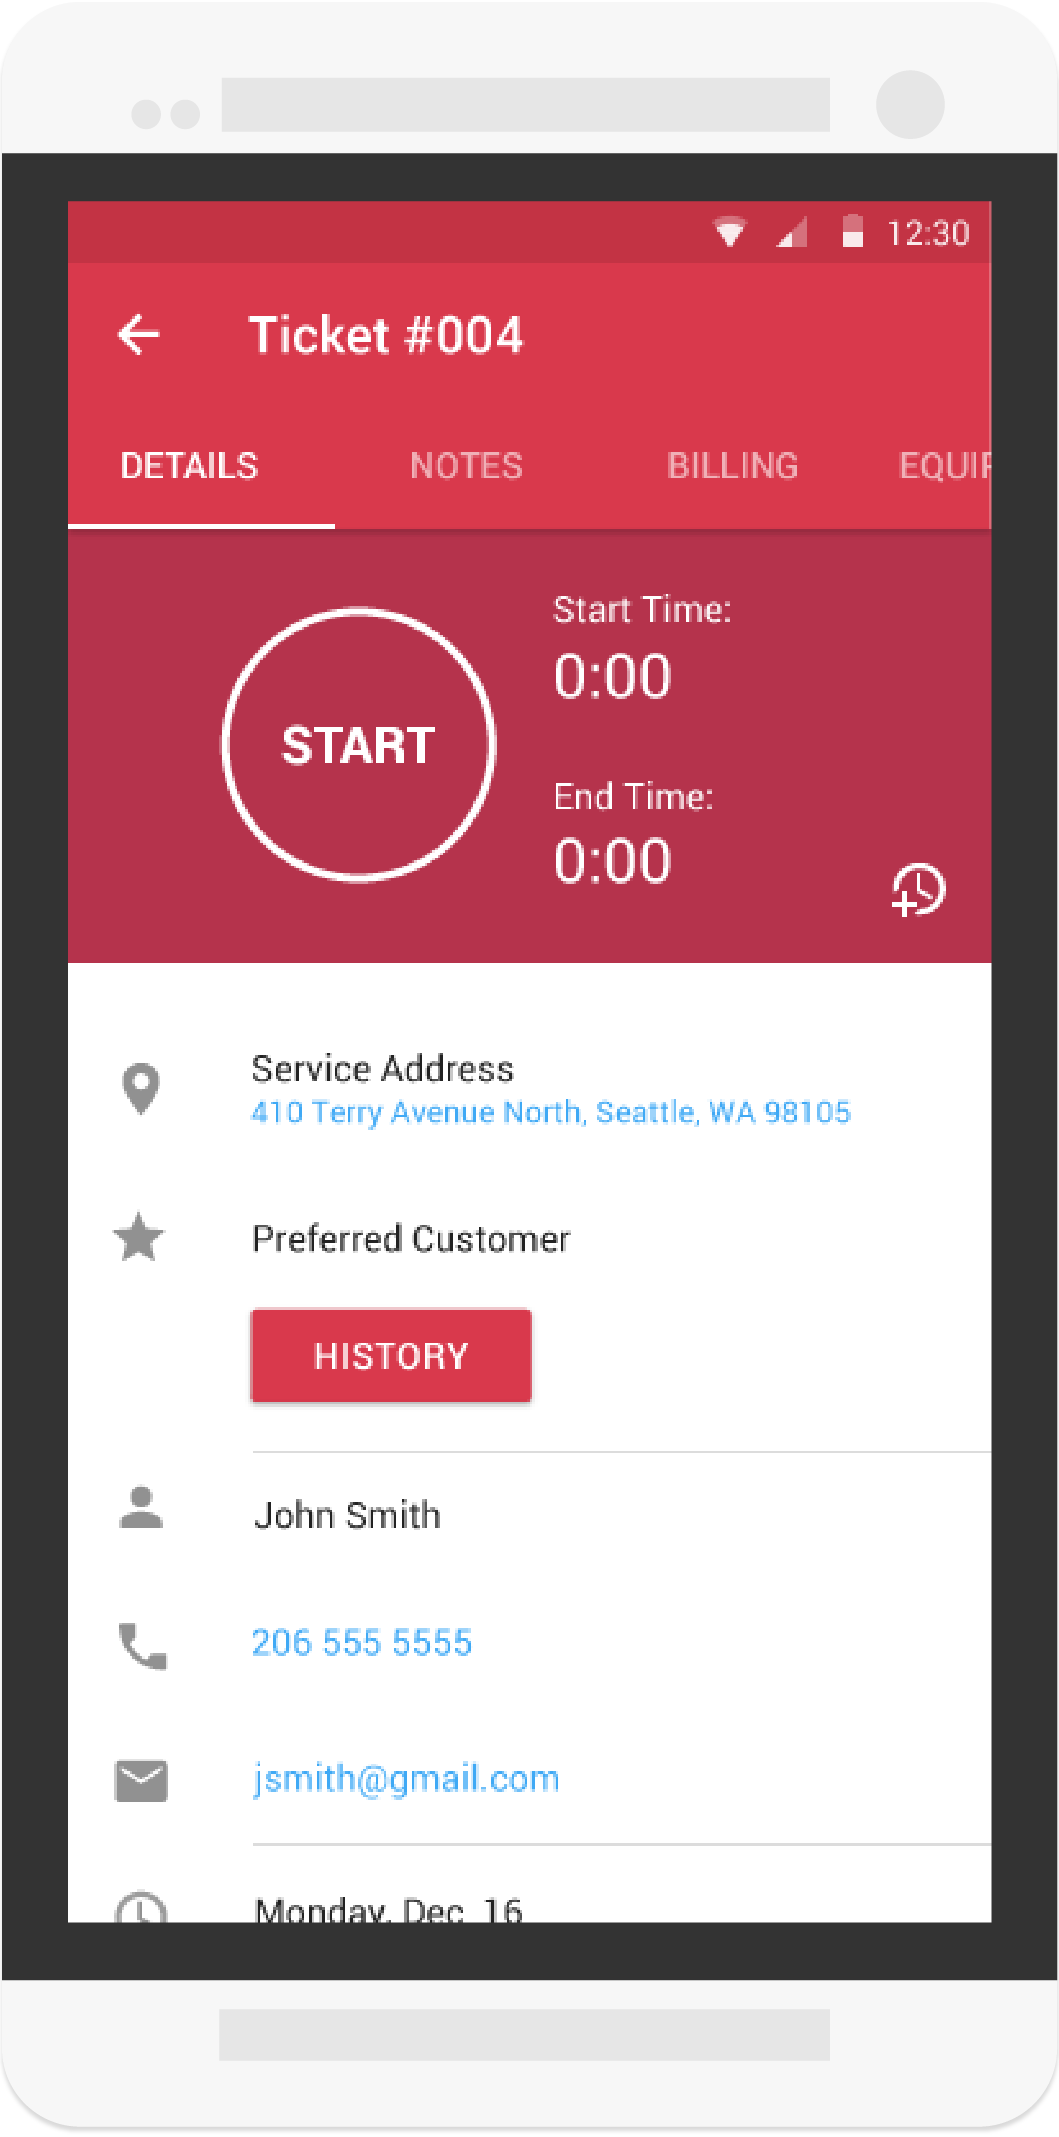 12:30
Ticket #004
DETAILS NOTES BILLING EQUIP
Start Time:
0:00
START
End Time:
0:00
Service Address
410 Terry Avenue North, Seattle, WA 98105
Preferred Customer
HISTORY
John Smith
206 555 5555
jsmith@gmail.com
Monday, Dec 16